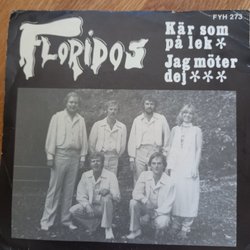 FYH 273
FLORIDOS
Kär som
på lek*
Jag möter
dej***